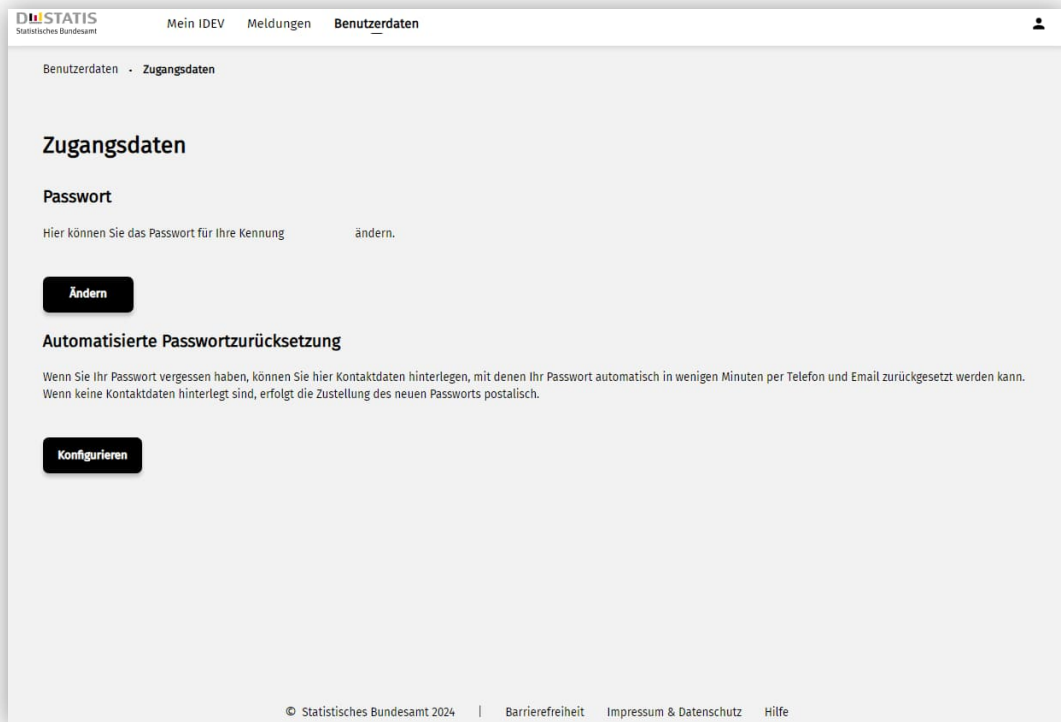 DESTATIS
Statistisches Bundesamt
Mein IDEV Meldungen Benutzerdaten
Benutzerdaten · Zugangsdaten
Zugangsdaten
Passwort
Hier können Sie das Passwort für Ihre Kennung ändern.
Ändern
Automatisierte Passwortzurücksetzung
Wenn Sie Ihr Passwort vergessen haben, können Sie hier Kontaktdaten hinterlegen, mit denen Ihr Passwort automatisch in wenigen Minuten per Telefon und Email zurückgesetzt werden kann.
Wenn keine Kontaktdaten hinterlegt sind, erfolgt die Zustellung des neuen Passworts postalisch.
Konfigurieren
© Statistisches Bundesamt 2024 | Barrierefreiheit Impressum & Datenschutz Hilfe